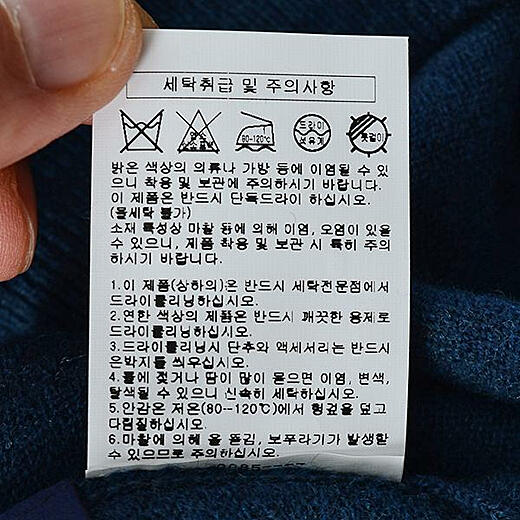 세탁취급 및 주의사항
염소 산소표백
80-120℃
드라이
석유계
옷걸이
밝은 색상의 의류나 가방 등에 이염될 수 있
으니 착용 및 보관에 주의하시기 바랍니다.
이 제품은 반드시 단독드라이 하십시오.
(물세탁 불가)
소재 특성상 마찰 등에 의해 이염, 오염이 있을
수 있으니, 제품 착용 및 보관 시 특히 주의
하시기 바랍니다.
1.이 제품(상하의)은 반드시 세탁전문점에서
드라이클리닝하십시오.
2.연한 색상의 제품은 반드시 깨끗한 용제로
드라이클리닝하십시오.
3.드라이클리닝시 단추와 액세서리는 반드시
은박지를 씌우십시오.
4.물에 젖거나 땀이 많이 묻으면 이염, 변색,
탈색될 수 있으니 신속히 세탁하십시오.
5.안감은 저온(80--120℃)에서 헝겊을 덮고
다림질하십시오.
6.마찰에 의해 올 뜯김, 보푸라기가 발생할
수 있으므로 주의하십시오.